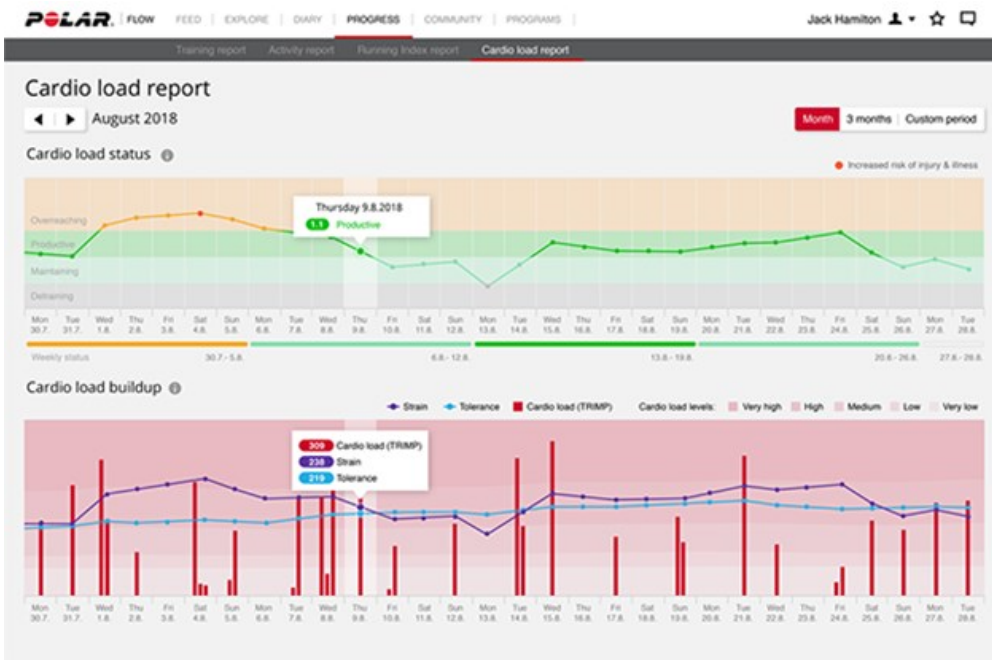 POLAR. FLOW FEED EXPLORE DIARY PROGRESS COMMUNITY PROGRAMS Jack Hamilton
Training report Activity report Running Index report Cardio load report
Cardio load report
August 2018
Month 3 months Custom period
Cardio load status
Increased risk of injury & illness
Thursday 9.8.2018
1.1 Productive
Overreaching
Productive
Maintaining
Detraining
Mon Tue Wed Thu Fri Sat Sun Mon Tue Wed Thu Fri Sat Sun Mon Tue Wed Thu Fri Sat Sun Mon Tue Wed Thu Fri Sat Sun Mon Tue
30.7. 31.7. 1.8. 2.8. 3.8. 4.8. 5.8. 6.8. 7.8. 8.8. 9.8. 10.8. 11.8. 12.8. 13.8. 14.8. 15.8. 16.8. 17.8. 18.8. 19.8. 20.8. 21.8. 22.8. 23.8. 24.8. 25.8. 26.8. 27.8. 28.8.
Weekly status 30.7.- 5.8. 6.8.- 12.8. 13.8.- 19.8. 20.8.- 26.8. 27.8.- 28.8.
Cardio load buildup
Strain Tolerance Cardio load (TRIMP) Cardio load levels: Very high High Medium Low Very low
309 Cardio load (TRIMP)
238 Strain
219 Tolerance
Mon Tue Wed Thu Fri Sat Sun Mon Tue Wed Thu Fri Sat Sun Mon Tue Wed Thu Fri Sat Sun Mon Tue Wed Thu Fri Sat Sun Mon Tue
30.7. 31.7. 1.8. 2.8. 3.8. 4.8. 5.8. 6.8. 7.8. 8.8. 9.8. 10.8. 11.8. 12.8. 13.8. 14.8. 15.8. 16.8. 17.8. 18.8. 19.8. 20.8. 21.8. 22.8. 23.8. 24.8. 25.8. 26.8. 27.8. 28.8.